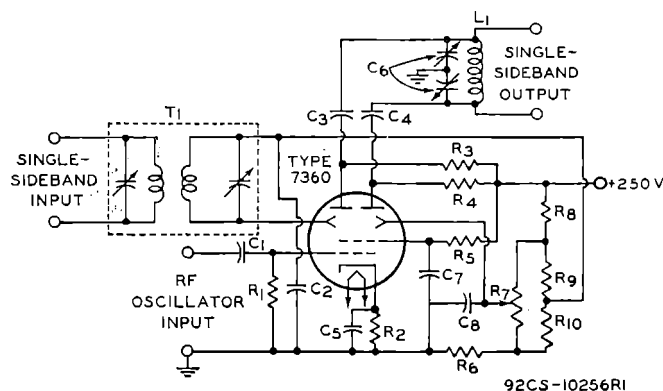 L1
SINGLE-
SIDEBAND
OUTPUT
C6
C3
C4
T1
SINGLE-
SIDEBAND
INPUT
TYPE
7360
R3
R4
+250 V
R8
R5
C1
C7
R9
R7
RF
OSCILLATOR
INPUT
R1
C2
C8
R10
C5
R2
R6
92CS-10256R1